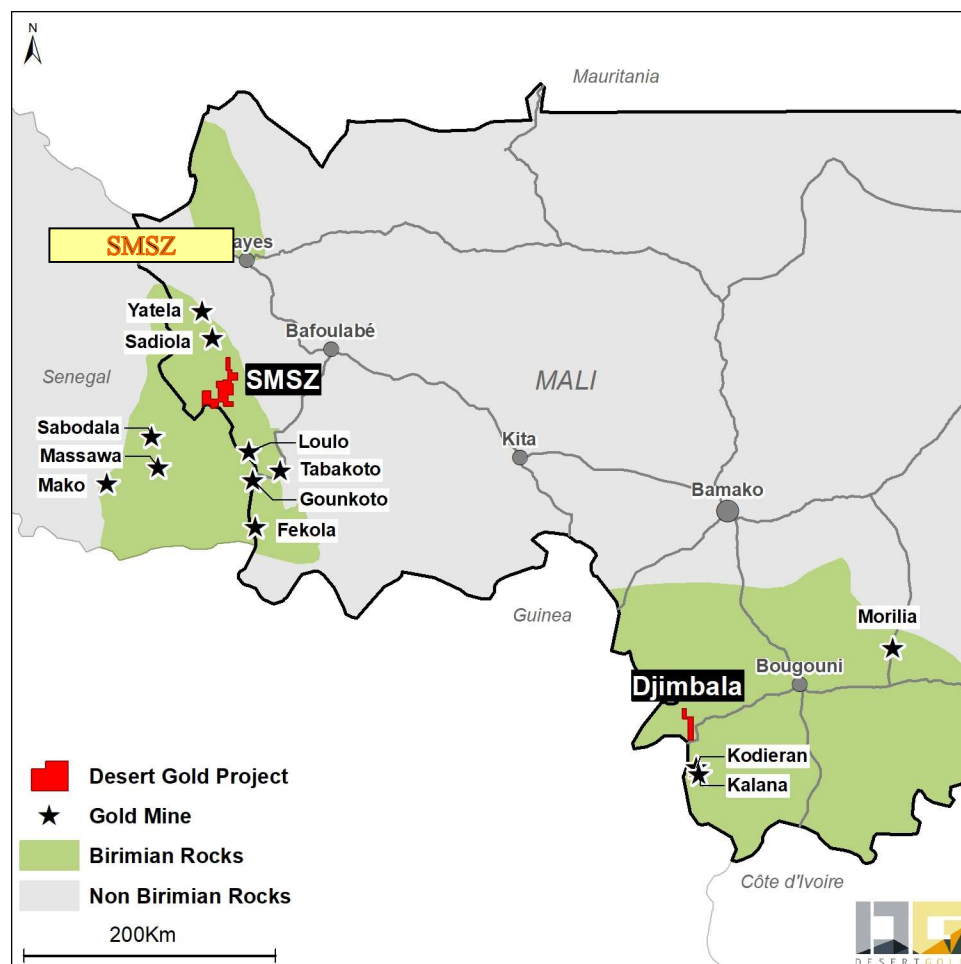 N
Mauritania
SMSZ
ayes
Yatela
Sadiola
Bafoulabé
SMSZ
MALI
Senegal
Sabodala
Massawa
Mako
Loulo
Tabakoto
Gounkoto
Fekola
Kita
Bamako
Guinea
Morilia
Bougouni
Djimbala
Kodieran
Kalana
Côte d'Ivoire
Desert Gold Project
Gold Mine
Birimian Rocks
Non Birimian Rocks
200Km
DESERTGOLD